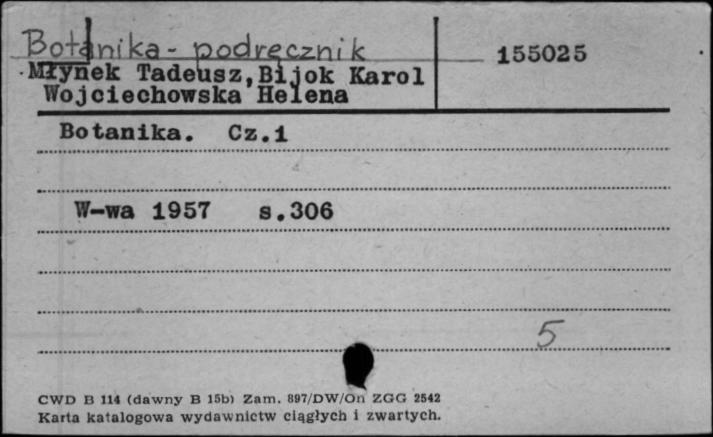 Botanika - podręcznik
155025
Młynek Tadeusz, Bijok Karol
Wojciechowska Helena
Botanika. Cz.1
W-wa 1957 s.306
5
CWD B 114 (dawny B 15b) Zam. 897/DW/On ZGG 2542
Karta katalogowa wydawnictw ciągłych i zwartych.